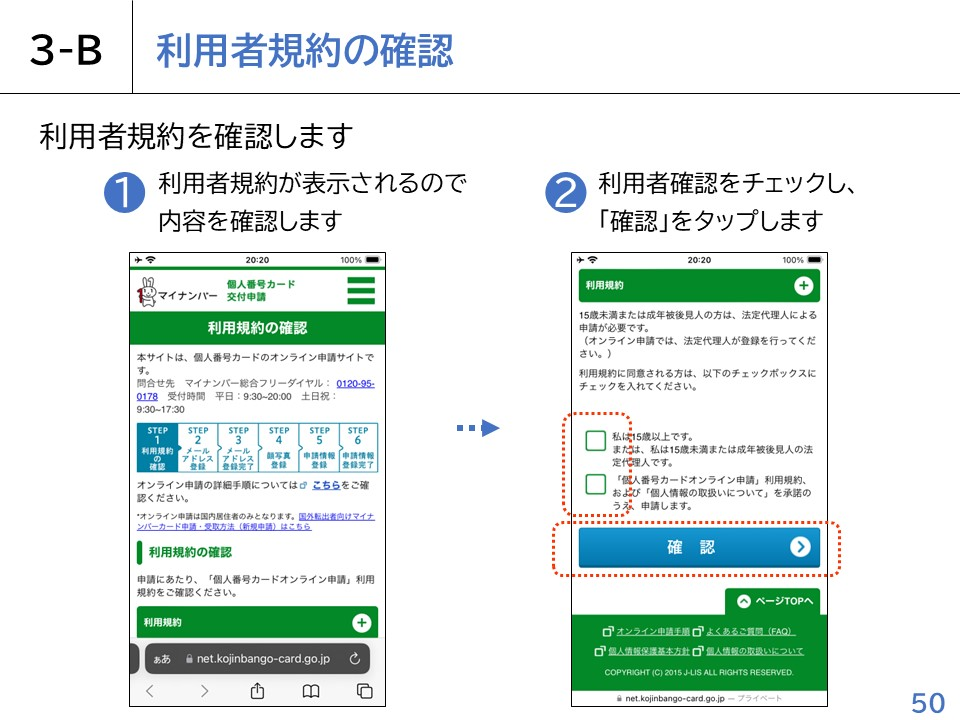 3-B
利用者規約の確認
利用者規約を確認します
1
利用者規約が表示されるので
内容を確認します
20:20
100%
マイナンバー
個人番号カード
交付申請
利用規約の確認
本サイトは、個人番号カードのオンライン申請サイトで
す。
問合せ先　マイナンバー総合フリーダイヤル： 0120-95-
0178　受付時間　平日：9:30~20:00　土日祝：
9:30~17:30
STEP
1
利用規約
の
確認
STEP
2
メール
アドレス
登録
STEP
3
メール
アドレス
登録完了
STEP
4
顔写真
登録
STEP
5
申請情報
登録
STEP
6
申請情報
登録完了
オンライン申請の詳細手順については こちらをご確
認ください。
*オンライン申請は国内居住者のみとなります。国外転出者向けマイナ
ンバーカード申請・受取方法（新規申請）はこちら
利用規約の確認
申請にあたり、「個人番号カードオンライン申請」利用
規約をご確認ください。
利用規約
ぁあ
net.kojinbango-card.go.jp
2
利用者確認をチェックし、
「確認」をタップします
20:20
100%
利用規約
15歳未満または成年被後見人の方は、法定代理人による
申請が必要です。
（オンライン申請では、法定代理人が登録を行ってくだ
さい。）
利用規約に同意される方は、以下のチェックボックスに
チェックを入れてください。
私は15歳以上です。
または、私は15歳未満または成年被後見人の法
定代理人です。
「個人番号カードオンライン申請」利用規約、
および「個人情報の取扱いについて」を承諾の
うえ、申請します。
確 認
ページTOPへ
オンライン申請手順 よくあるご質問（FAQ）
個人情報保護基本方針 個人情報の取扱いについて
COPYRIGHT (C) 2015 J-LIS ALL RIGHTS RESERVED.
net.kojinbango-card.go.jp — プライベート
50